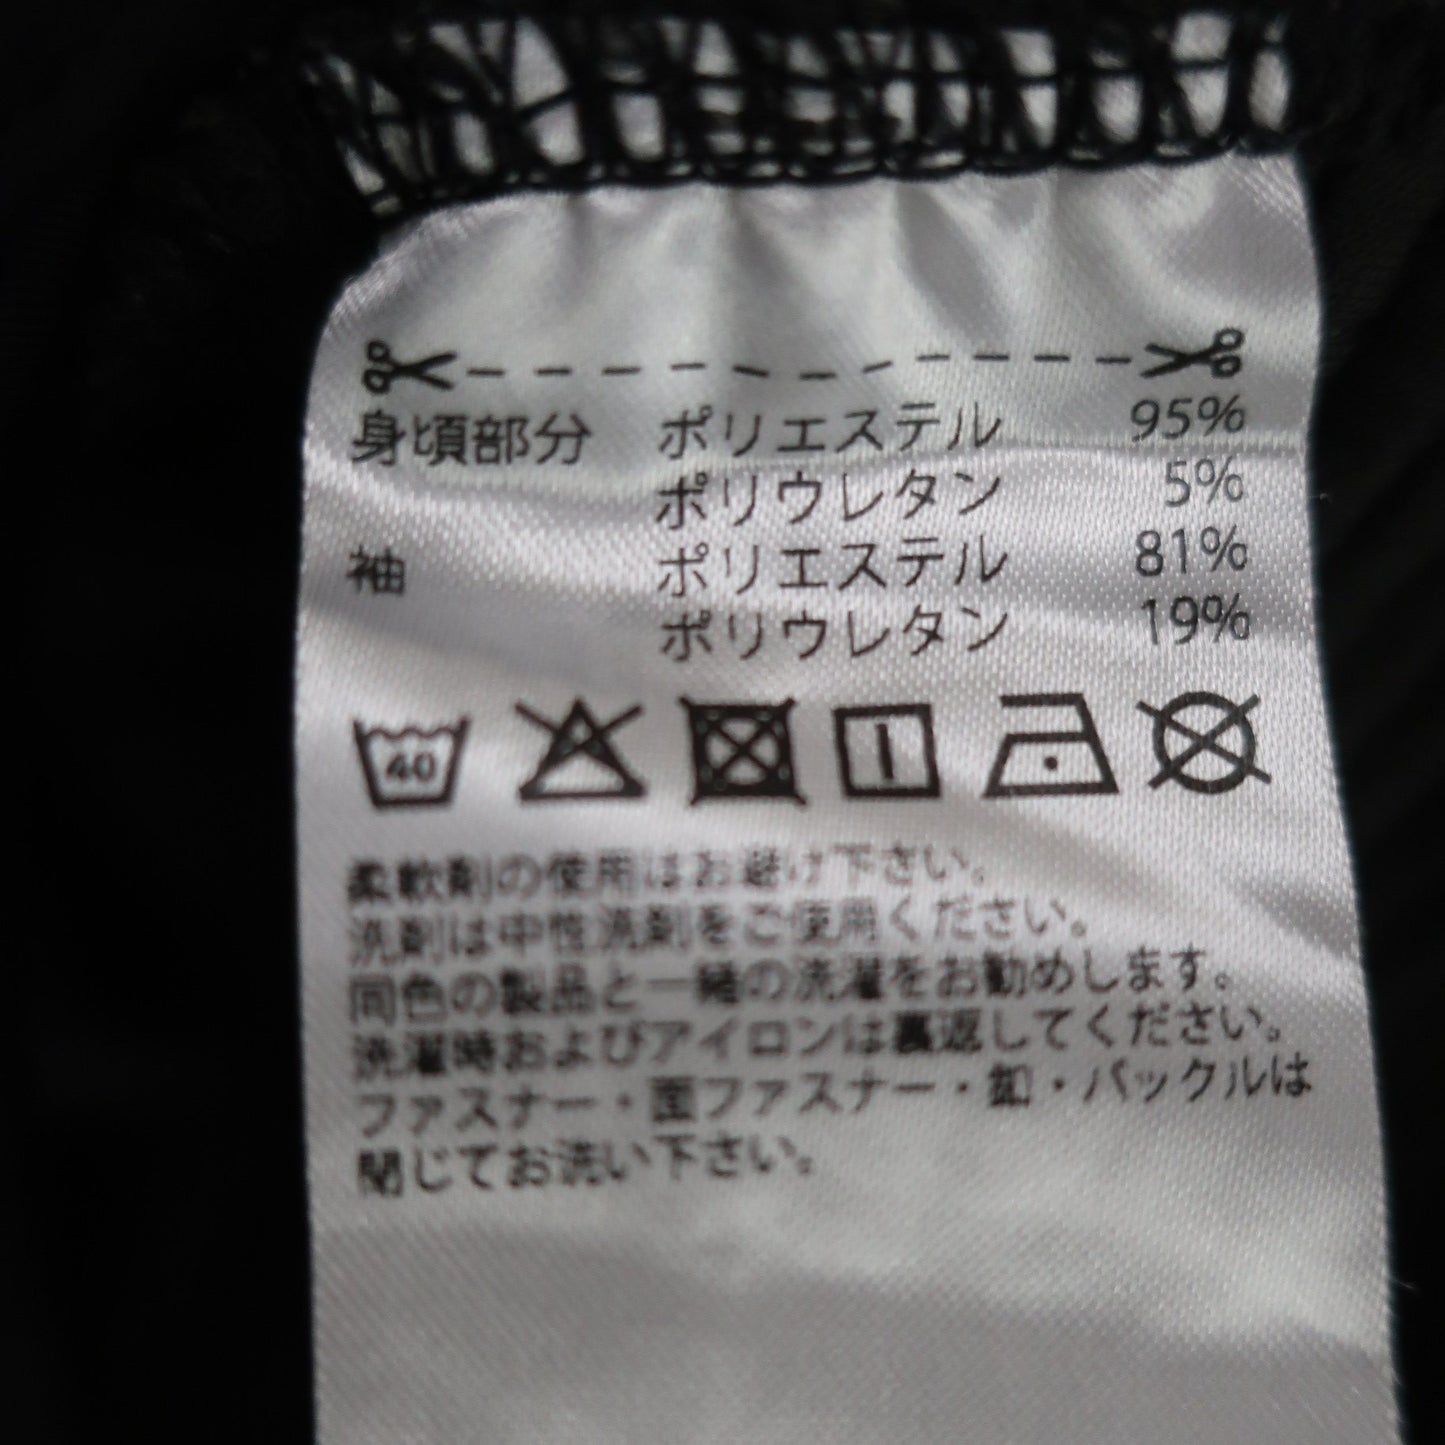 身頃部分 ポリエステル 95%
ポリウレタン 5%
袖 ポリエステル 81%
ポリウレタン 19%
40
柔軟剤の使用はお避け下さい。
洗剤は中性洗剤をご使用ください。
同色の製品と一緒の洗濯をお勧めします。
洗濯時およびアイロンは裏返してください。
ファスナー・面ファスナー・釦・バックルは
閉じてお洗い下さい。